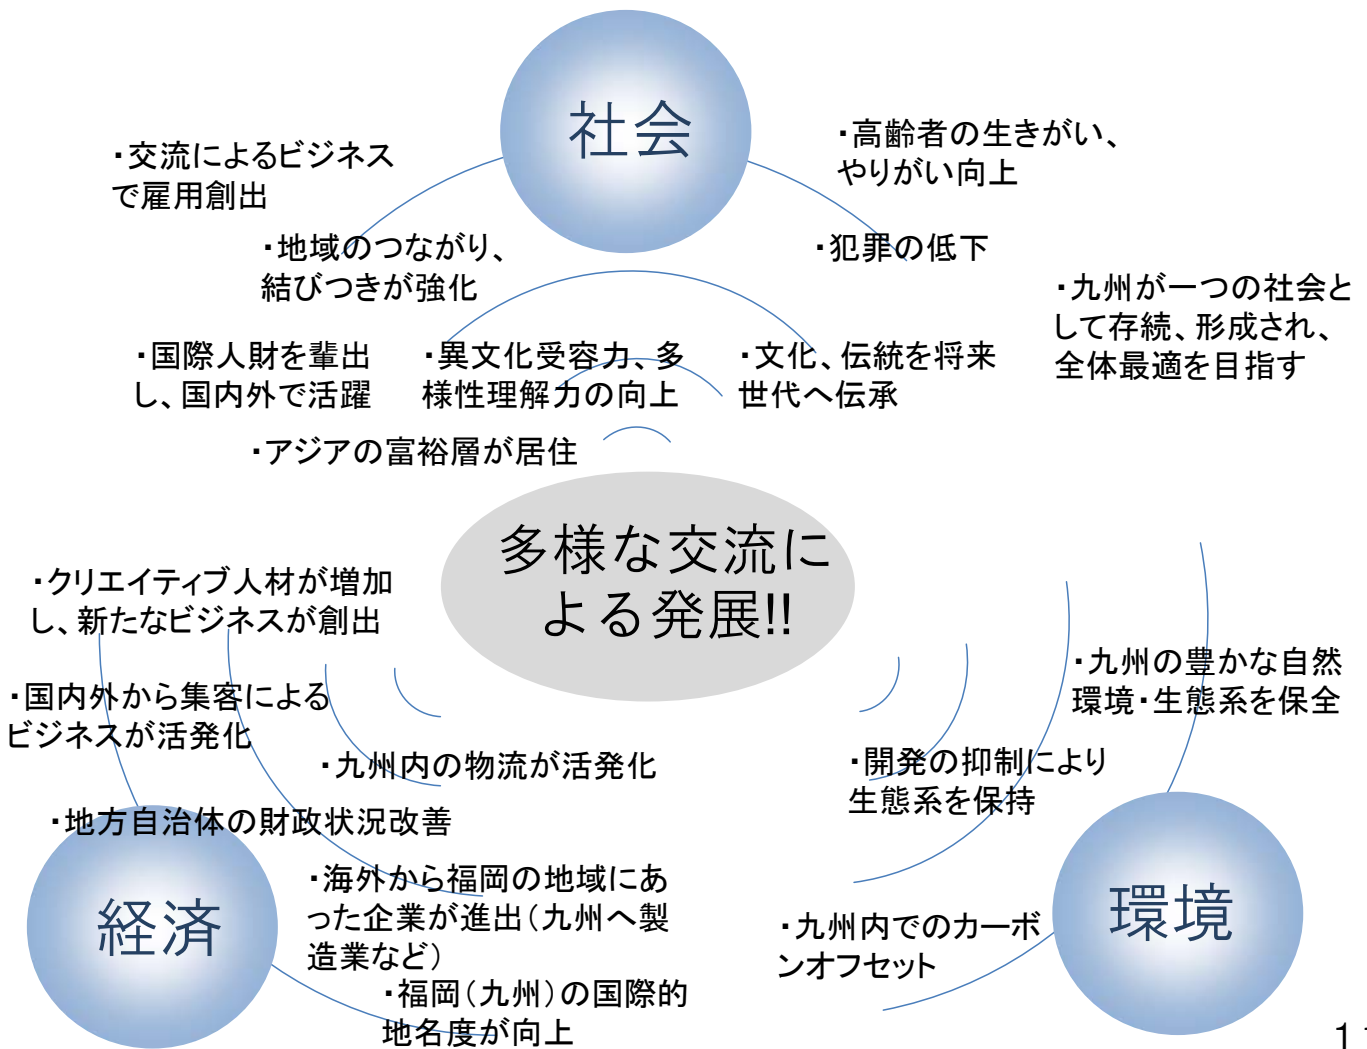 社会
・交流によるビジネス
で雇用創出
・高齢者の生きがい、
やりがい向上
・地域のつながり、
結びつきが強化
・犯罪の低下
・九州が一つの社会と
して存続、形成され、
全体最適を目指す
・国際人財を輩出
し、国内外で活躍
・異文化受容力、多
様性理解力の向上
・文化、伝統を将来
世代へ伝承
・アジアの富裕層が居住
多様な交流に
よる発展!!
・クリエイティブ人材が増加
し、新たなビジネスが創出
・国内外から集客による
ビジネスが活発化
・九州内の物流が活発化
・地方自治体の財政状況改善
経済
・海外から福岡の地域にあ
った企業が進出（九州へ製
造業など）
・福岡（九州）の国際的
地名度が向上
・九州の豊かな自然
環境・生態系を保全
・開発の抑制により
生態系を保持
環境
・九州内でのカーボ
ンオフセット